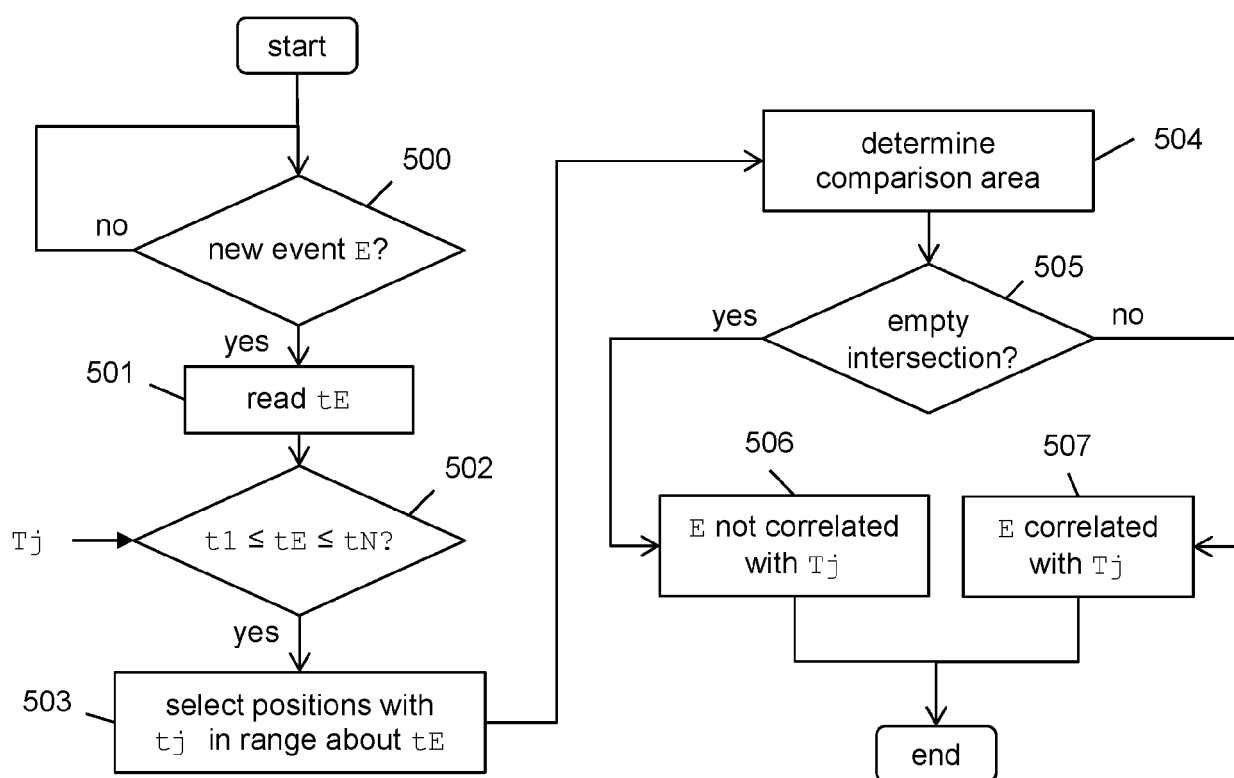 start
500
no
new event E?
yes
501
read tE
502
Tj
t1 ≤ tE ≤ tN?
yes
503
select positions with
tj in range about tE
determine
comparison area
504
505
yes
empty
intersection?
no
506
E not correlated
with Tj
507
E correlated
with Tj
end